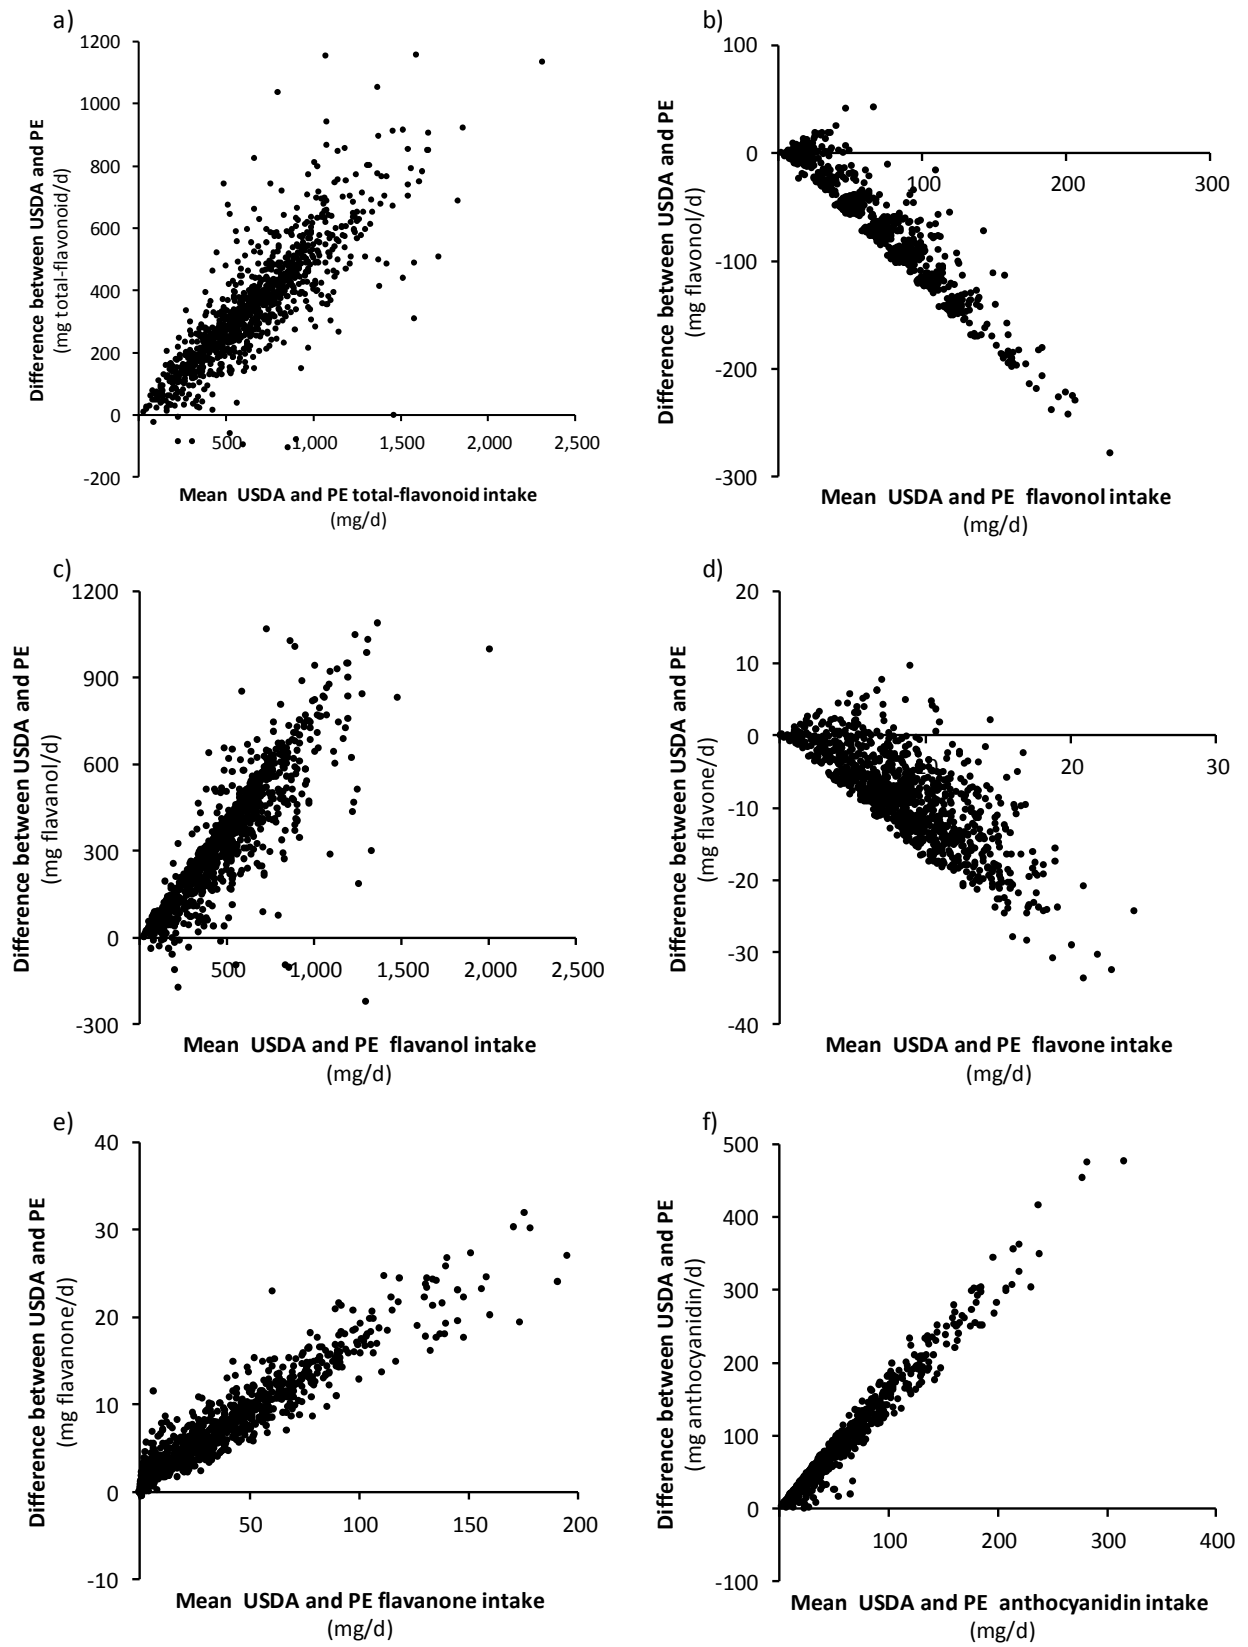 a)
1200
1000
800
600
400
200
0
-200
500
1,000
1,500
2,000
2,500
Difference between USDA and PE
(mg total-flavonoid/d)
Mean USDA and PE total-flavonoid intake
(mg/d)
b)
100
0
-100
-200
-300
100
200
300
Difference between USDA and PE
(mg flavonol/d)
Mean USDA and PE flavonol intake
(mg/d)
c)
1200
900
600
300
0
-300
500
1,000
1,500
2,000
2,500
Difference between USDA and PE
(mg flavanol/d)
Mean USDA and PE flavanol intake
(mg/d)
d)
20
10
0
-10
-20
-30
-40
20
30
Difference between USDA and PE
(mg flavone/d)
Mean USDA and PE flavone intake
(mg/d)
e)
40
30
20
10
0
-10
50
100
150
200
Difference between USDA and PE
(mg flavanone/d)
Mean USDA and PE flavanone intake
(mg/d)
f)
500
400
300
200
100
0
-100
100
200
300
400
Difference between USDA and PE
(mg anthocyanidin/d)
Mean USDA and PE anthocyanidin intake
(mg/d)